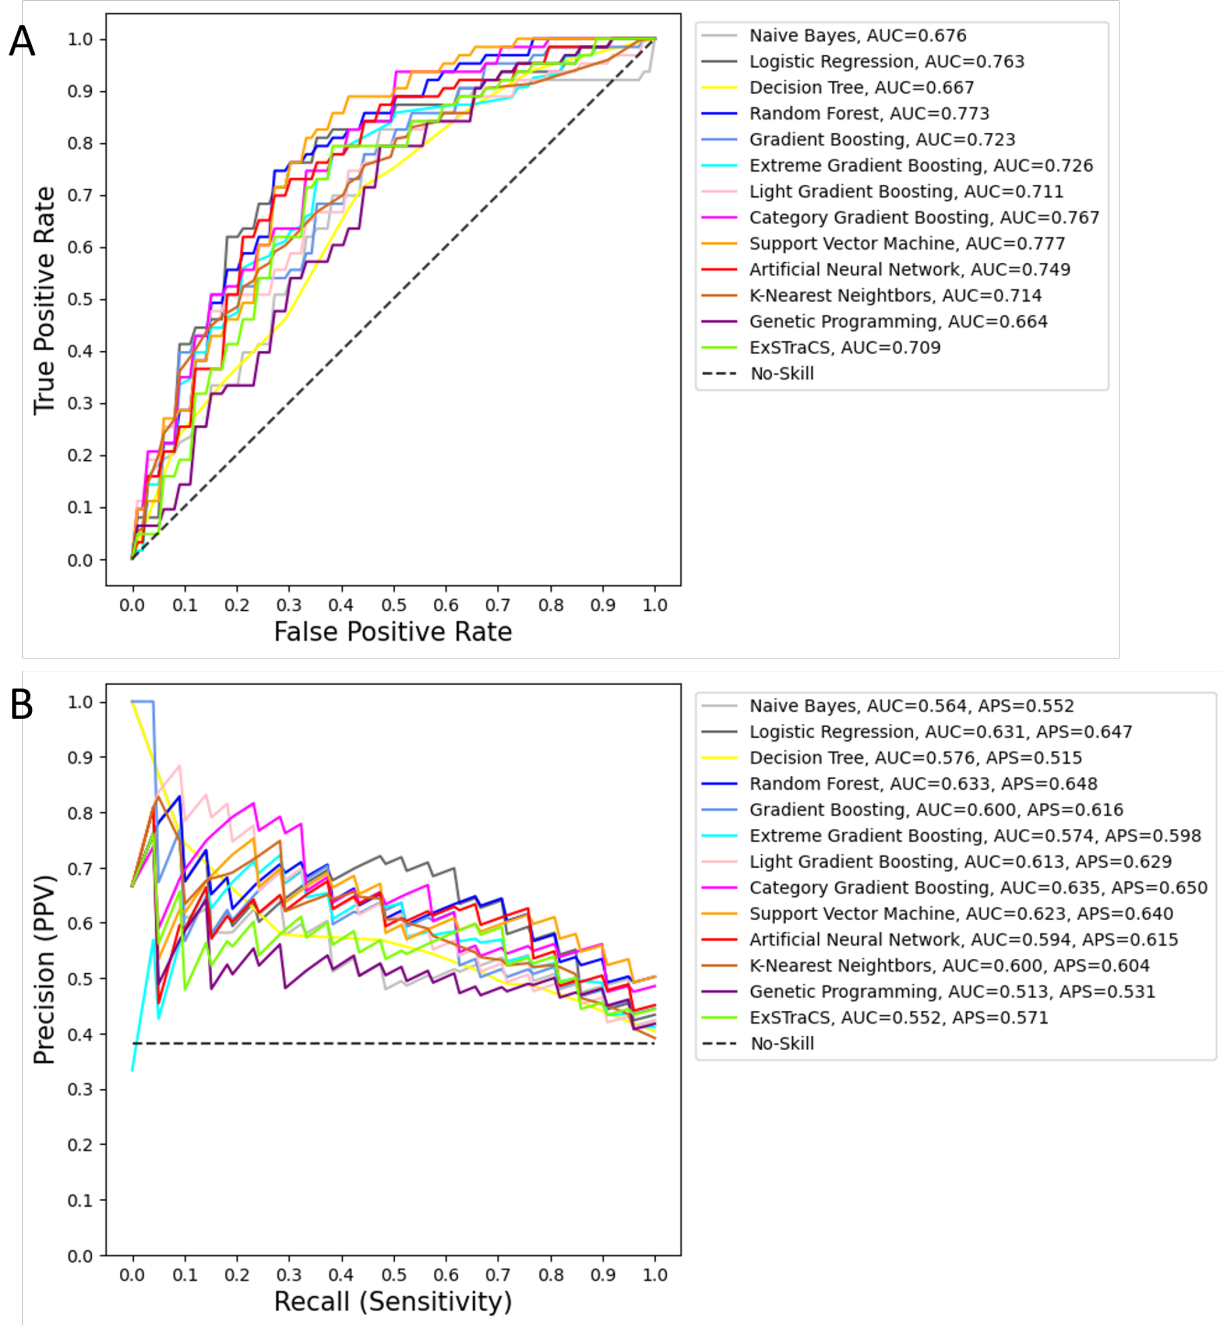 A
True Positive Rate
1.0
0.9
0.8
0.7
0.6
0.5
0.4
0.3
0.2
0.1
0.0
0.0 0.1 0.2 0.3 0.4 0.5 0.6 0.7 0.8 0.9 1.0
False Positive Rate
Naive Bayes, AUC=0.676
Logistic Regression, AUC=0.763
Decision Tree, AUC=0.667
Random Forest, AUC=0.773
Gradient Boosting, AUC=0.723
Extreme Gradient Boosting, AUC=0.726
Light Gradient Boosting, AUC=0.711
Category Gradient Boosting, AUC=0.767
Support Vector Machine, AUC=0.777
Artificial Neural Network, AUC=0.749
K-Nearest Neightbors, AUC=0.714
Genetic Programming, AUC=0.664
ExSTraCS, AUC=0.709
No-Skill
B
Precision (PPV)
1.0
0.9
0.8
0.7
0.6
0.5
0.4
0.3
0.2
0.1
0.0
0.0 0.1 0.2 0.3 0.4 0.5 0.6 0.7 0.8 0.9 1.0
Recall (Sensitivity)
Naive Bayes, AUC=0.564, APS=0.552
Logistic Regression, AUC=0.631, APS=0.647
Decision Tree, AUC=0.576, APS=0.515
Random Forest, AUC=0.633, APS=0.648
Gradient Boosting, AUC=0.600, APS=0.616
Extreme Gradient Boosting, AUC=0.574, APS=0.598
Light Gradient Boosting, AUC=0.613, APS=0.629
Category Gradient Boosting, AUC=0.635, APS=0.650
Support Vector Machine, AUC=0.623, APS=0.640
Artificial Neural Network, AUC=0.594, APS=0.615
K-Nearest Neightbors, AUC=0.600, APS=0.604
Genetic Programming, AUC=0.513, APS=0.531
ExSTraCS, AUC=0.552, APS=0.571
No-Skill